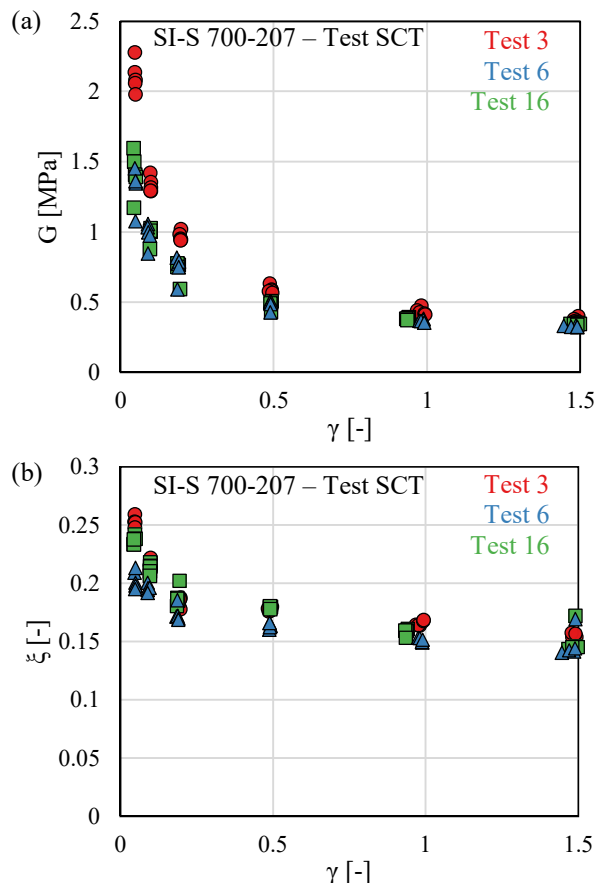 (a)
SI-S 700-207 – Test SCT
Test 3
Test 6
Test 16
G [MPa]
2.5
2
1.5
1
0.5
0
0 0.5 1 1.5
γ [-]
(b)
SI-S 700-207 – Test SCT
Test 3
Test 6
Test 16
ξ [-]
0.3
0.25
0.2
0.15
0.1
0.05
0
0 0.5 1 1.5
γ [-]